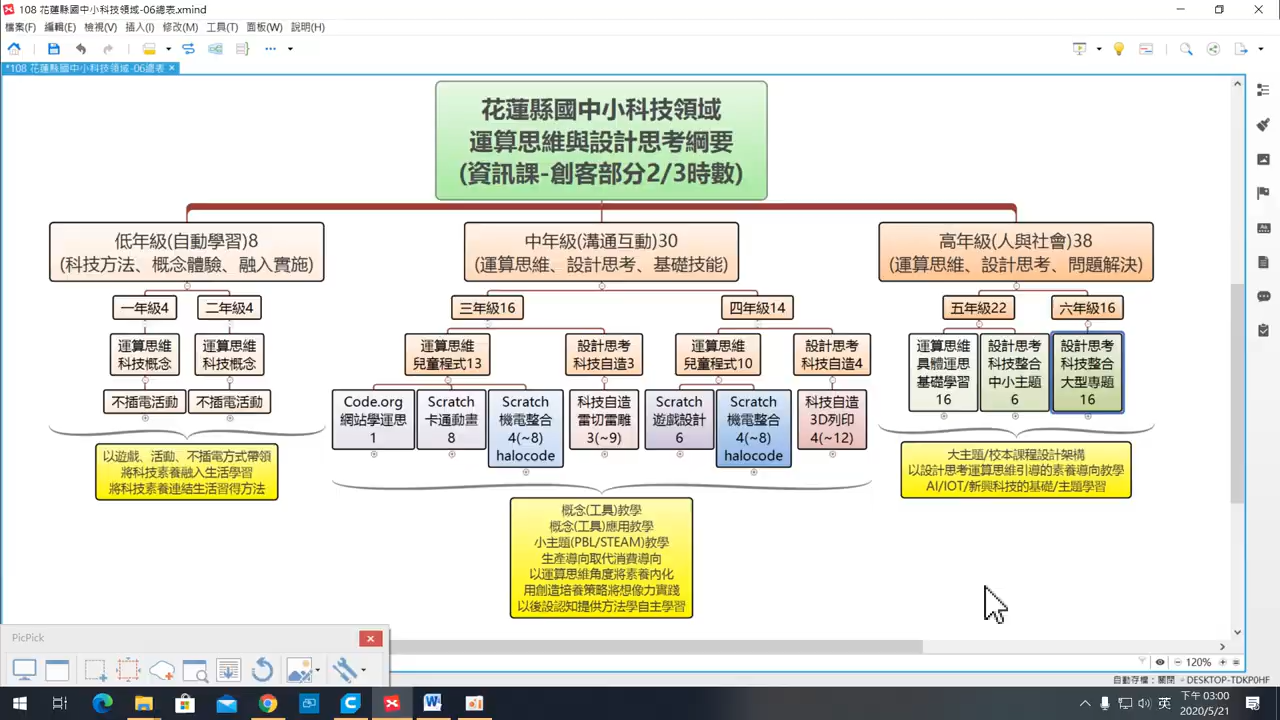 108 花蓮縣國中小科技領域-06總表.xmind
檔案(F) 編輯(E) 檢視(V) 插入(I) 修改(M) 工具(T) 面板(W) 說明(H)
*108 花蓮縣國中小科技領域-06總表
花蓮縣國中小科技領域
運算思維與設計思考綱要
(資訊課-創客部分2/3時數)
低年級(自動學習)8
(科技方法、概念體驗、融入實施)
中年級(溝通互動)30
(運算思維、設計思考、基礎技能)
高年級(人與社會)38
(運算思維、設計思考、問題解決)
一年級4
二年級4
三年級16
四年級14
五年級22
六年級16
運算思維
科技概念
運算思維
科技概念
運算思維
兒童程式13
設計思考
科技自造3
運算思維
兒童程式10
設計思考
科技自造4
運算思維
具體運思
基礎學習
16
設計思考
科技整合
中小主題
6
設計思考
科技整合
大型專題
16
不插電活動
不插電活動
Code.org
網站學運思
1
Scratch
卡通動畫
8
Scratch
機電整合
4(~8)
halocode
科技自造
雷切雷雕
3(~9)
Scratch
遊戲設計
6
Scratch
機電整合
4(~8)
halocode
科技自造
3D列印
4(~12)
以遊戲、活動、不插電方式帶領
將科技素養融入生活學習
將科技素養連結生活習得方法
大主題/校本課程設計架構
以設計思考運算思維引導的素養導向教學
AI/IOT/新興科技的基礎/主題學習
概念(工具)教學
概念(工具)應用教學
小主題(PBL/STEAM)教學
生產導向取代消費導向
以運算思維角度將素養內化
用創造培養策略將想像力實踐
以後設認知提供方法學自主學習
PicPick
120%
自動存檔：關閉 DESKTOP-TDKP0HF
英
下午 03:00
2020/5/21